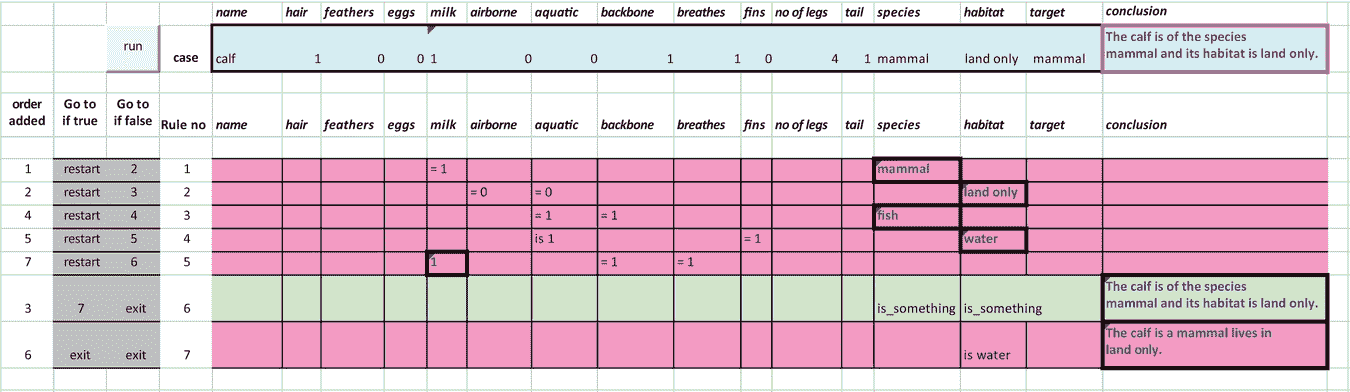 name hair feathers eggs milk airborne aquatic backbone breathes fins no of legs tail species habitat target conclusion
run case calf 1 0 0 1 0 0 1 1 0 4 1 mammal land only mammal The calf is of the species
mammal and its habitat is land only.
order added Go to if true Go to if false Rule no name hair feathers eggs milk airborne aquatic backbone breathes fins no of legs tail species habitat target conclusion
1 restart 2 1 = 1 mammal
2 restart 3 2 = 0 = 0 land only
4 restart 4 3 = 1 = 1 fish
5 restart 5 4 is 1 = 1 water
7 restart 6 5 1 = 1 = 1
3 7 exit 6 is_something is_something The calf is of the species
mammal and its habitat is land only.
6 exit exit 7 is water The calf is a mammal lives in
land only.